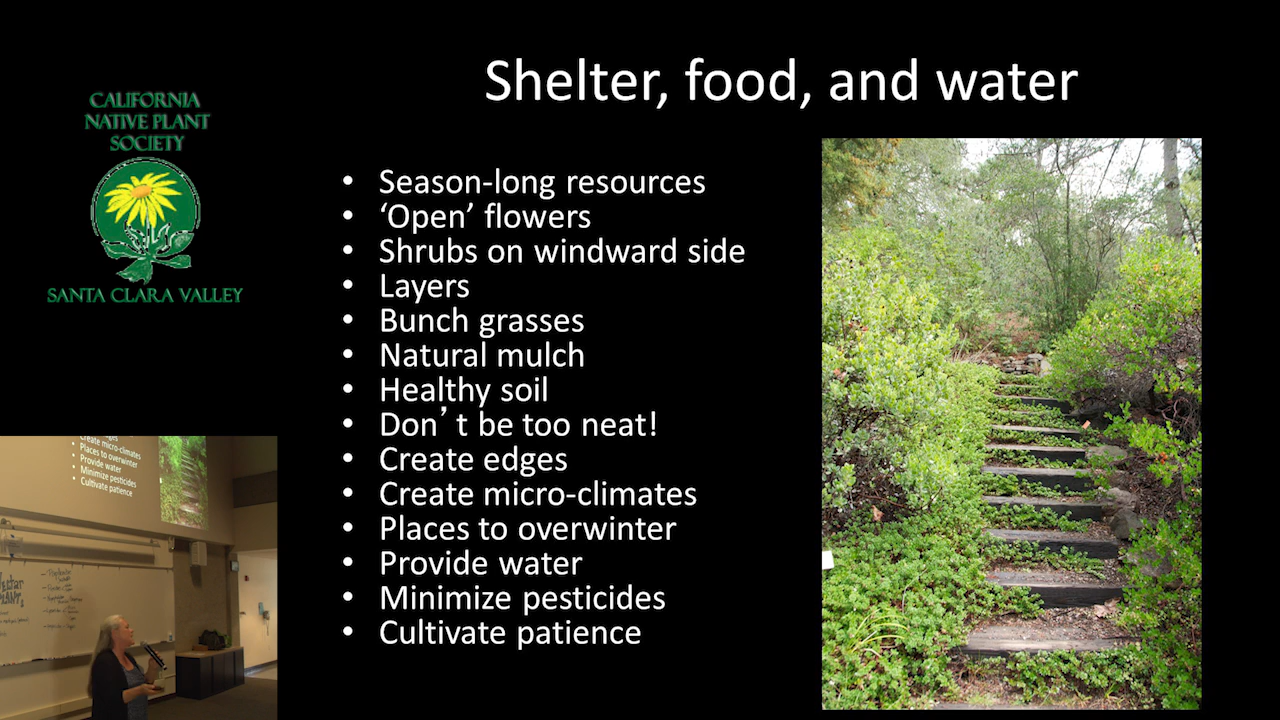 CALIFORNIA
NATIVE PLANT
SOCIETY
SANTA CLARA VALLEY
Shelter, food, and water
• Season-long resources
• ‘Open’ flowers
• Shrubs on windward side
• Layers
• Bunch grasses
• Natural mulch
• Healthy soil
• Don’t be too neat!
• Create edges
• Create micro-climates
• Places to overwinter
• Provide water
• Minimize pesticides
• Cultivate patience
• Create micro-climates
• Places to overwinter
• Provide water
• Minimize pesticides
• Cultivate patience